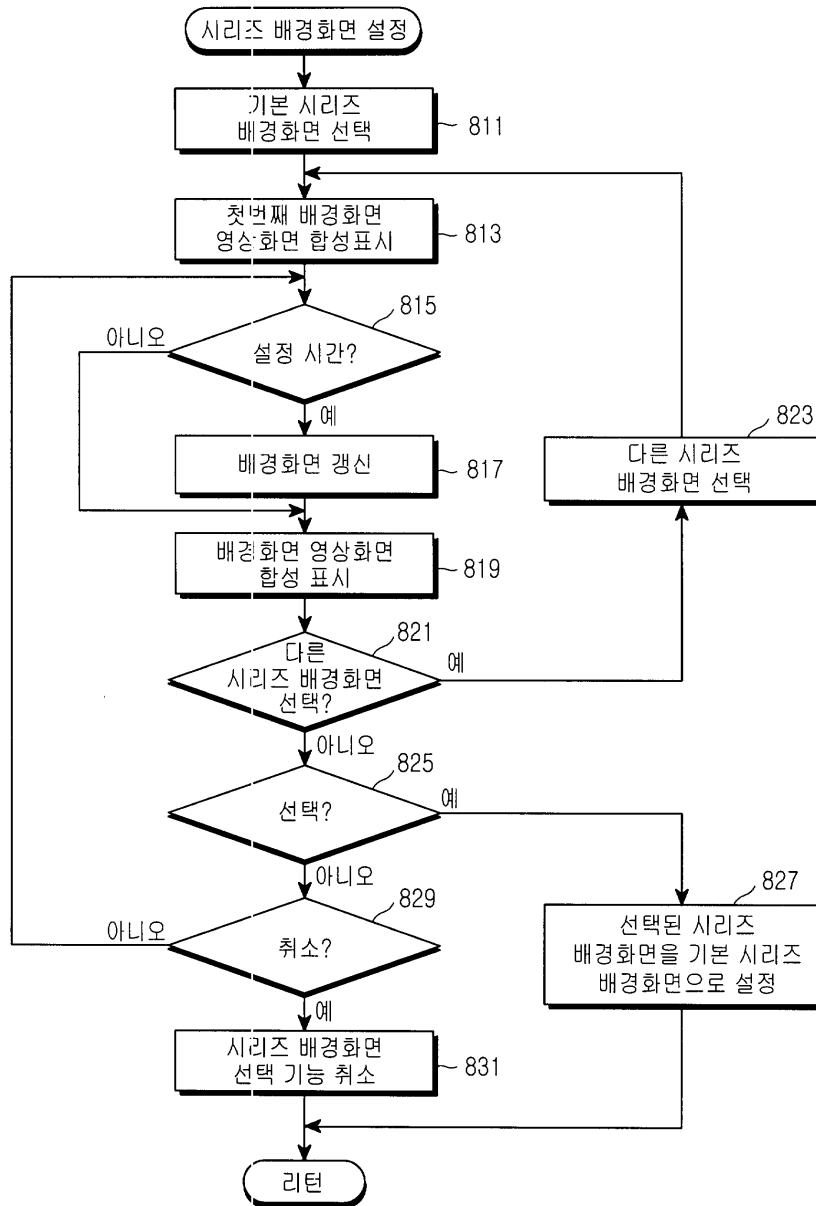 시리즈 배경화면 설정
기본 시리즈
배경화면 선택
811
첫번째 배경화면
영상화면 합성표시
813
815
아니오
설정 시간?
예
823
배경화면 갱신
817
다른 시리즈
배경화면 선택
배경화면 영상화면
합성 표시
819
821
다른
시리즈 배경화면
선택?
예
아니오
825
선택?
예
아니오
829
827
아니오
취소?
선택된 시리즈
배경화면을 기본 시리즈
배경화면으로 설정
예
시리즈 배경화면
선택 기능 취소
831
리턴